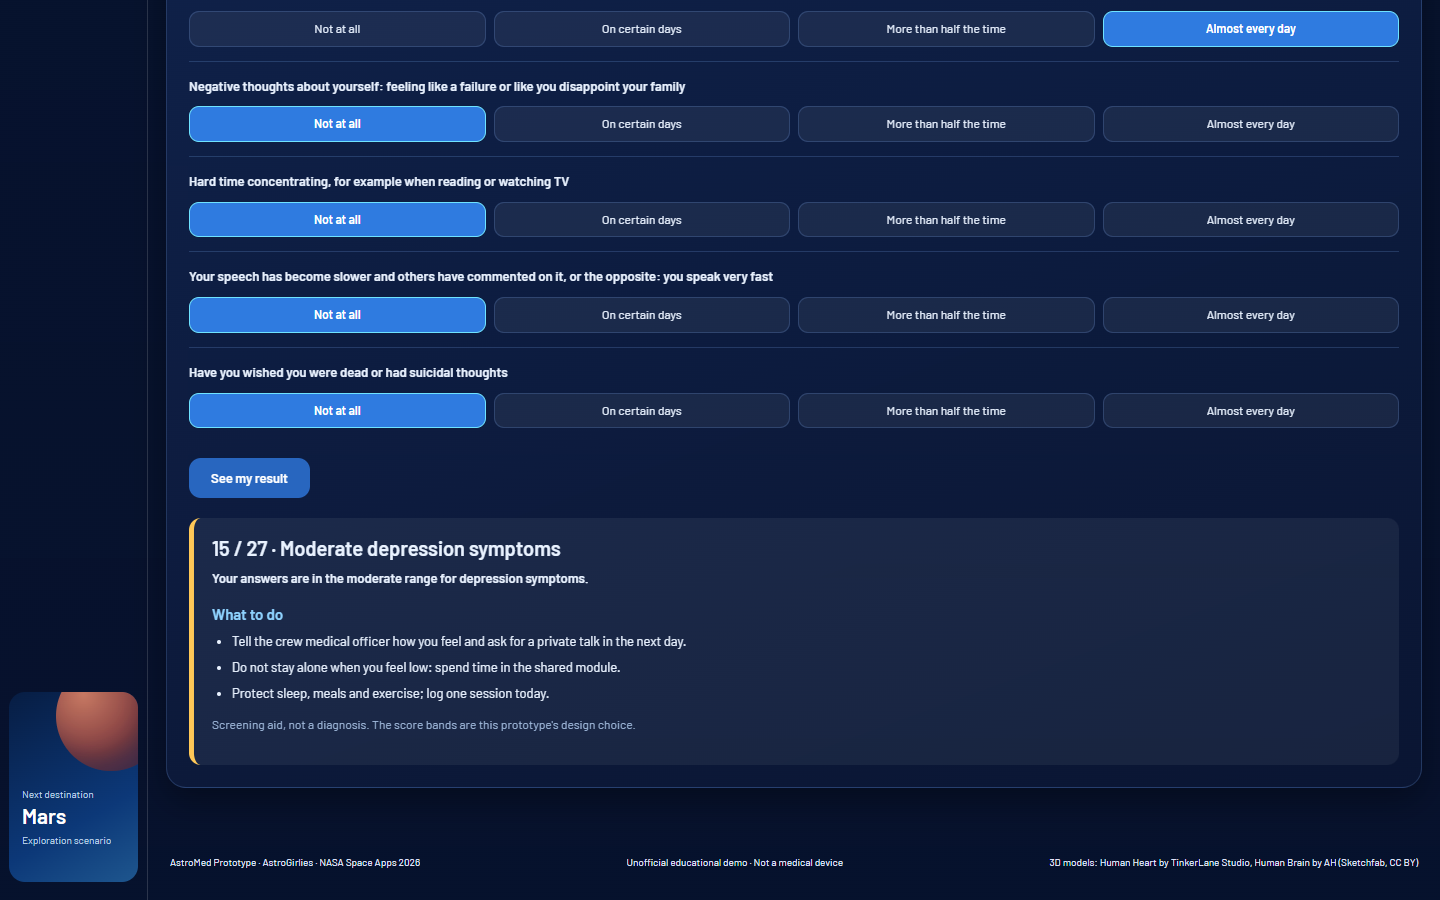 Not at all
On certain days
More than half the time
Almost every day
Negative thoughts about yourself: feeling like a failure or like you disappoint your family
Not at all
On certain days
More than half the time
Almost every day
Hard time concentrating, for example when reading or watching TV
Not at all
On certain days
More than half the time
Almost every day
Your speech has become slower and others have commented on it, or the opposite: you speak very fast
Not at all
On certain days
More than half the time
Almost every day
Have you wished you were dead or had suicidal thoughts
Not at all
On certain days
More than half the time
Almost every day
See my result
15 / 27 · Moderate depression symptoms
Your answers are in the moderate range for depression symptoms.
What to do
• Tell the crew medical officer how you feel and ask for a private talk in the next day.
• Do not stay alone when you feel low: spend time in the shared module.
• Protect sleep, meals and exercise; log one session today.
Screening aid, not a diagnosis. The score bands are this prototype's design choice.
Next destination
Mars
Exploration scenario
AstroMed Prototype · AstroGirlies · NASA Space Apps 2026
Unofficial educational demo · Not a medical device
3D models: Human Heart by TinkerLane Studio, Human Brain by AH (Sketchfab, CC BY)